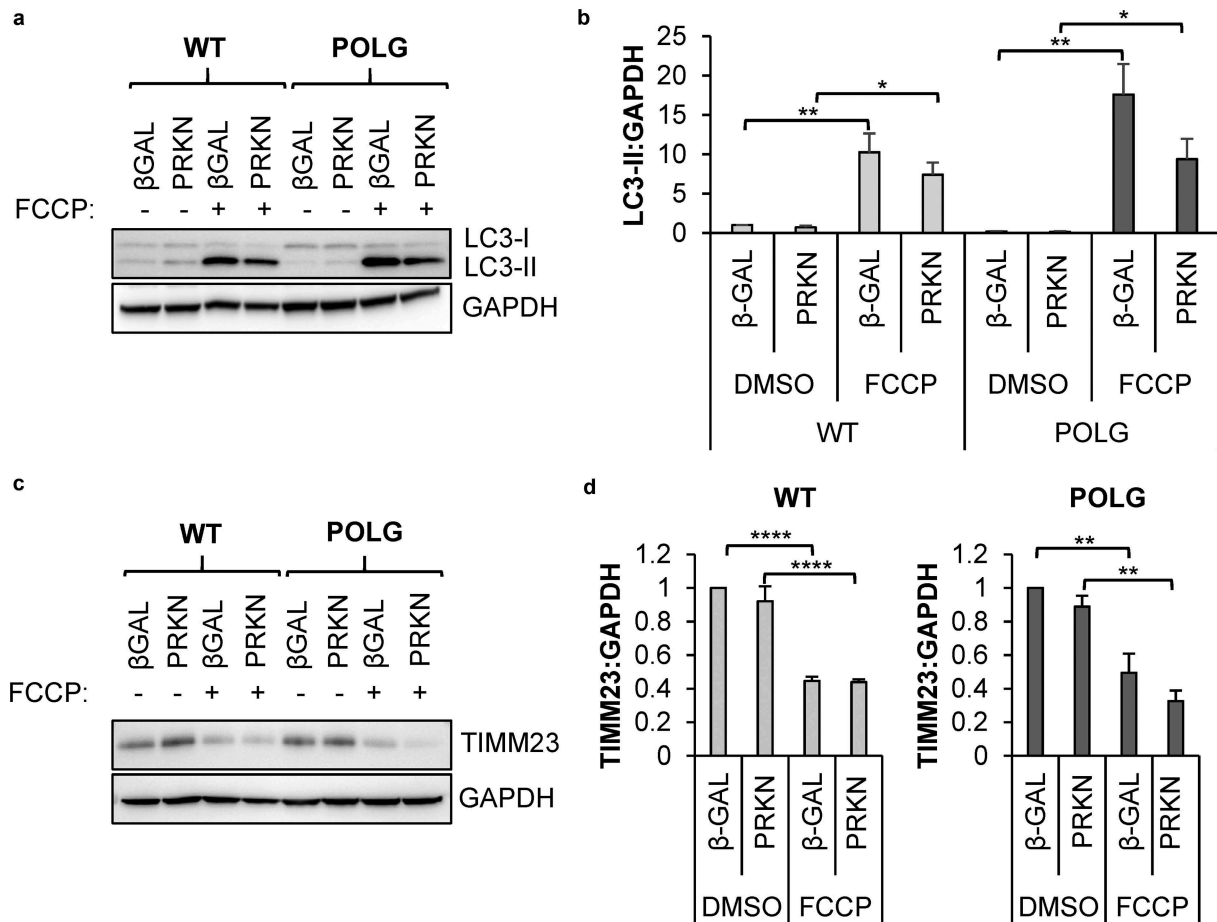 a
WT POLG
βGAL PRKN βGAL PRKN βGAL PRKN βGAL PRKN
FCCP: - - + + - - + +
LC3-I
LC3-II
GAPDH
b
LC3-II:GAPDH
25
20
15
10
5
0
** * ** *
β-GAL PRKN β-GAL PRKN β-GAL PRKN β-GAL PRKN
DMSO FCCP DMSO FCCP
WT POLG
c
WT POLG
βGAL PRKN βGAL PRKN βGAL PRKN βGAL PRKN
FCCP: - - + + - - + +
TIMM23
GAPDH
d
WT
TIMM23:GAPDH
1.2
1
0.8
0.6
0.4
0.2
0
****
****
β-GAL PRKN β-GAL PRKN
DMSO FCCP
POLG
TIMM23:GAPDH
1.2
1
0.8
0.6
0.4
0.2
0
**
**
β-GAL PRKN β-GAL PRKN
DMSO FCCP